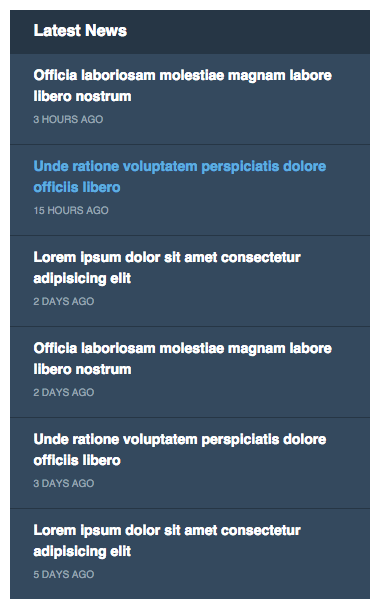 Latest News
Officia laboriosam molestiae magnam labore
libero nostrum
3 HOURS AGO
Unde ratione voluptatem perspiciatis dolore
officiis libero
15 HOURS AGO
Lorem ipsum dolor sit amet consectetur
adipisicing elit
2 DAYS AGO
Officia laboriosam molestiae magnam labore
libero nostrum
2 DAYS AGO
Unde ratione voluptatem perspiciatis dolore
officiis libero
3 DAYS AGO
Lorem ipsum dolor sit amet consectetur
adipisicing elit
5 DAYS AGO